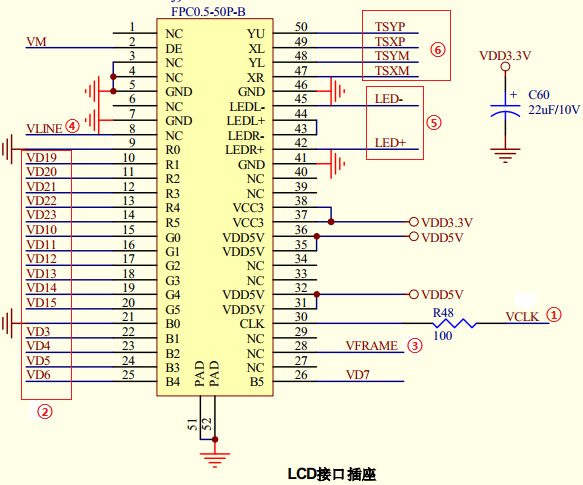 FPC0.5-50P-B
1 NC YU 50 TSYP
VM 2 DE XL 49 TSXP ⑥
3 NC YL 48 TSYM
4 NC XR 47 TSXM
5 GND GND 46
6 NC LEDL- 45 LED-
7 GND LEDL+ 44
VLINE ④ 8 NC LEDR- 43 ⑤
9 R0 LEDR+ 42 LED+
VD19 10 R1 GND 41
VD20 11 R2 NC 40
VD21 12 R3 NC 39
VD22 13 R4 VCC3 38
VD23 14 R5 VCC3 37 VDD3.3V
VD10 15 G0 VDD5V 36 VDD5V
VD11 16 G1 VDD5V 35
VD12 17 G2 NC 34
VD13 18 G3 NC 33
VD14 19 G4 VDD5V 32 VDD5V
VD15 20 G5 VDD5V 31
21 B0 CLK 30 R48 100 VCLK ①
VD3 22 B1 NC 29
VD4 23 B2 NC 28 VFRAME ③
VD5 24 B3 NC 27
VD6 25 B4 B5 26 VD7
②
PAD PAD
51 52
VDD3.3V
+ C60
22uF/10V
LCD接口插座